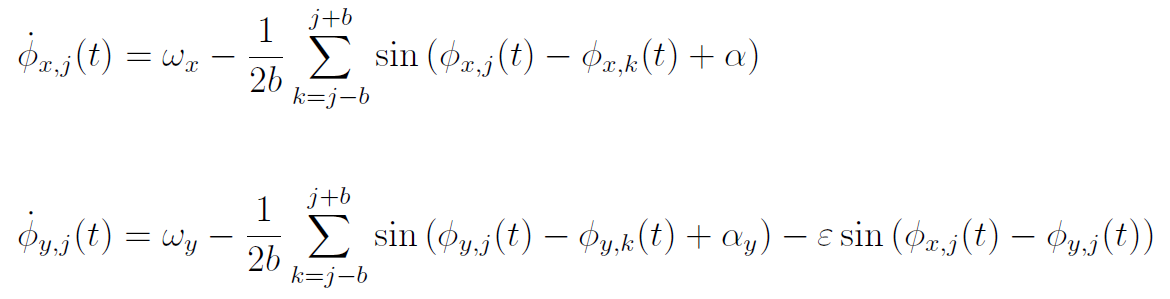 $\dot{\phi}_{x,j}(t) = \omega_x - \frac{1}{2b} \sum_{k=j-b}^{j+b} \sin\left(\phi_{x,j}(t) - \phi_{x,k}(t) + \alpha\right)$
$\dot{\phi}_{y,j}(t) = \omega_y - \frac{1}{2b} \sum_{k=j-b}^{j+b} \sin\left(\phi_{y,j}(t) - \phi_{y,k}(t) + \alpha_y\right) - \varepsilon \sin\left(\phi_{x,j}(t) - \phi_{y,j}(t)\right)$